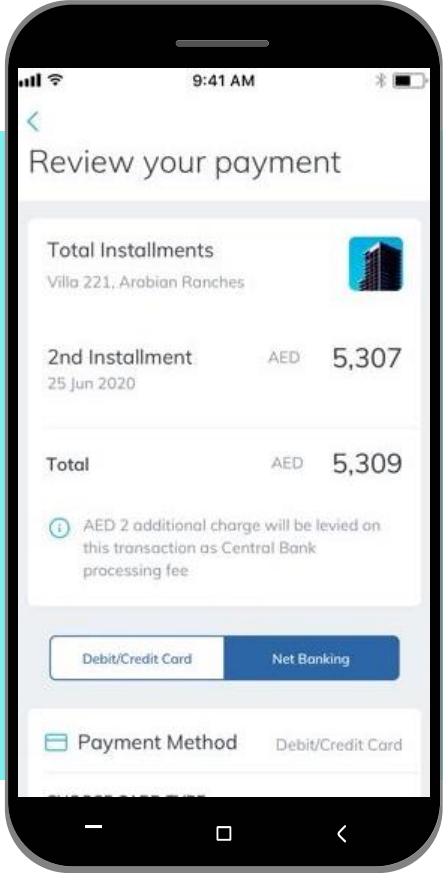 9:41 AM
Review your payment
Total Installments
Villa 221, Arabian Ranches
2nd Installment AED 5,307
25 Jun 2020
Total AED 5,309
AED 2 additional charge will be levied on
this transaction as Central Bank
processing fee
Debit/Credit Card Net Banking
Payment Method Debit/Credit Card